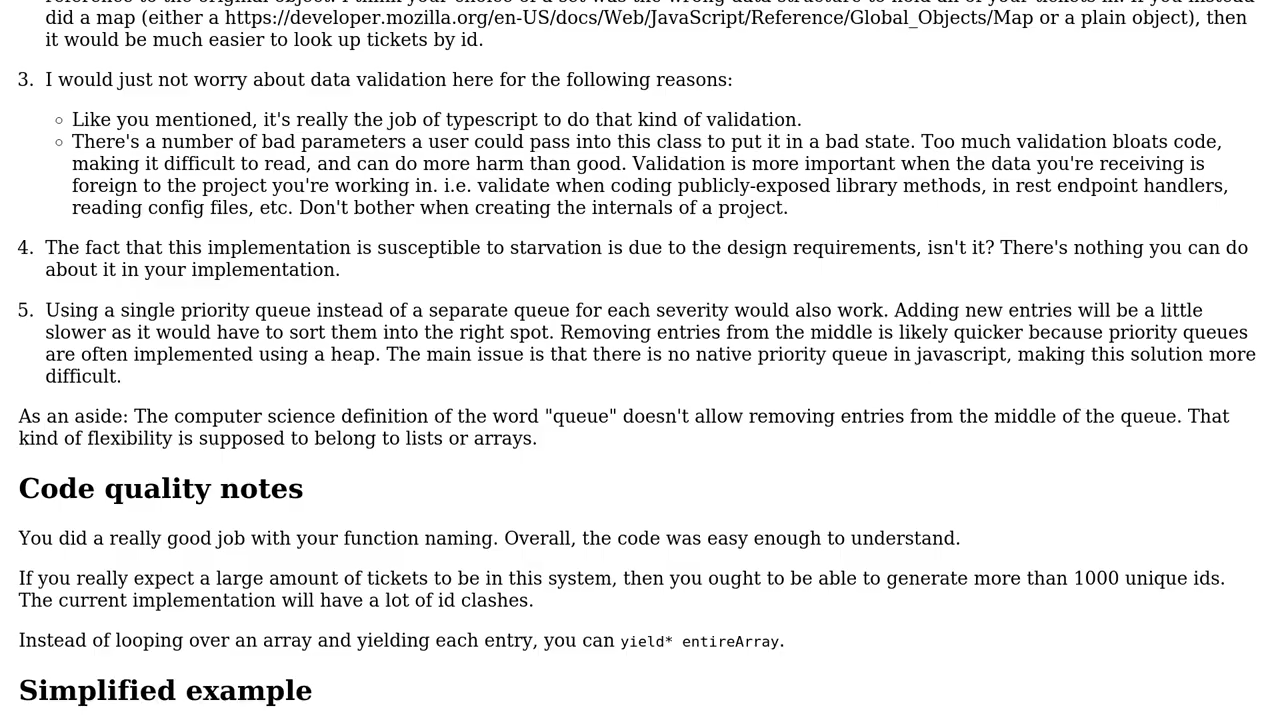 did a map (either a https://developer.mozilla.org/en-US/docs/Web/JavaScript/Reference/Global_Objects/Map or a plain object), then
it would be much easier to look up tickets by id.
3. I would just not worry about data validation here for the following reasons:
◦ Like you mentioned, it's really the job of typescript to do that kind of validation.
◦ There's a number of bad parameters a user could pass into this class to put it in a bad state. Too much validation bloats code,
making it difficult to read, and can do more harm than good. Validation is more important when the data you're receiving is
foreign to the project you're working in. i.e. validate when coding publicly-exposed library methods, in rest endpoint handlers,
reading config files, etc. Don't bother when creating the internals of a project.
4. The fact that this implementation is susceptible to starvation is due to the design requirements, isn't it? There's nothing you can do
about it in your implementation.
5. Using a single priority queue instead of a separate queue for each severity would also work. Adding new entries will be a little
slower as it would have to sort them into the right spot. Removing entries from the middle is likely quicker because priority queues
are often implemented using a heap. The main issue is that there is no native priority queue in javascript, making this solution more
difficult.
As an aside: The computer science definition of the word "queue" doesn't allow removing entries from the middle of the queue. That
kind of flexibility is supposed to belong to lists or arrays.
Code quality notes
You did a really good job with your function naming. Overall, the code was easy enough to understand.
If you really expect a large amount of tickets to be in this system, then you ought to be able to generate more than 1000 unique ids.
The current implementation will have a lot of id clashes.
Instead of looping over an array and yielding each entry, you can yield* entireArray.
Simplified example